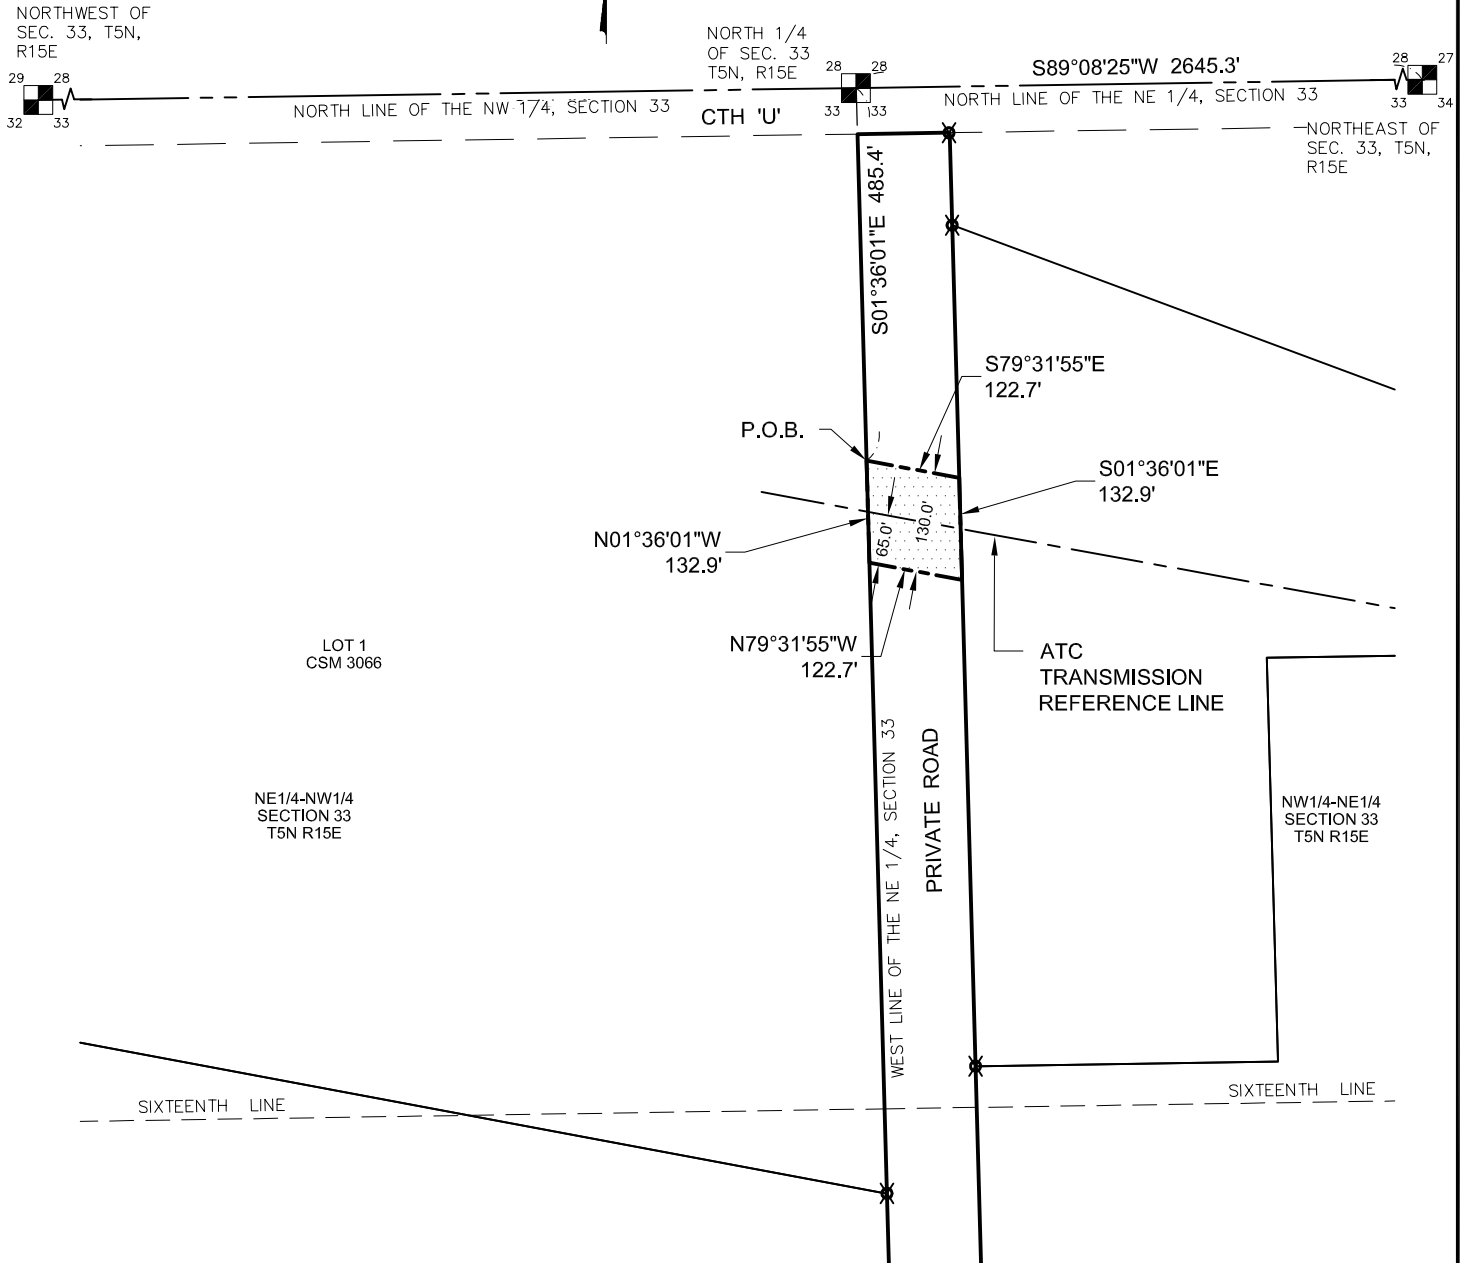 NORTHWEST OF
SEC. 33, T5N,
R15E
29 28
32 33
NORTH 1/4
OF SEC. 33
T5N, R15E
28 28
33 33
S89°08'25"W 2645.3'
28 27
33 34
NORTH LINE OF THE NW 1/4, SECTION 33
CTH 'U'
NORTH LINE OF THE NE 1/4, SECTION 33
NORTHEAST OF
SEC. 33, T5N,
R15E
S01°36'01"E 485.4'
S79°31'55"E
122.7'
P.O.B.
S01°36'01"E
132.9'
N01°36'01"W
132.9'
65.0'
130.0'
N79°31'55"W
122.7'
ATC
TRANSMISSION
REFERENCE LINE
LOT 1
CSM 3066
WEST LINE OF THE NE 1/4, SECTION 33
PRIVATE ROAD
NE1/4-NW1/4
SECTION 33
T5N R15E
NW1/4-NE1/4
SECTION 33
T5N R15E
SIXTEENTH LINE
SIXTEENTH LINE